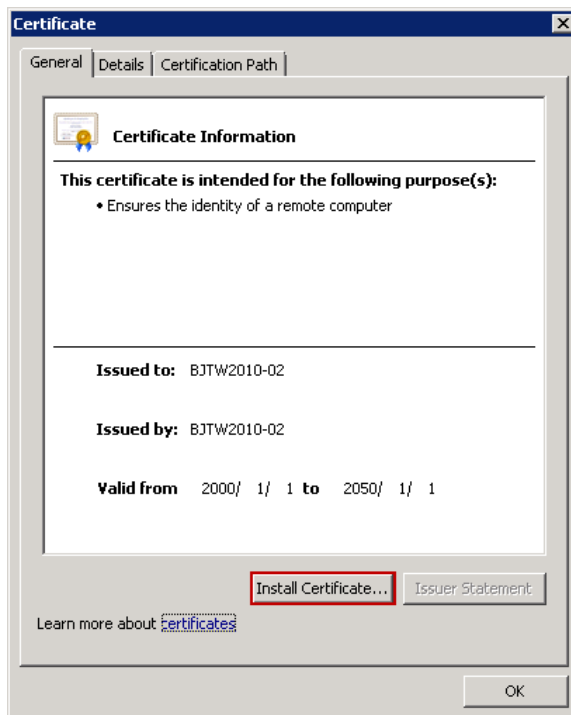 Certificate
General Details Certification Path
Certificate Information
This certificate is intended for the following purpose(s):
• Ensures the identity of a remote computer
Issued to: BJTW2010-02
Issued by: BJTW2010-02
Valid from 2000/ 1/ 1 to 2050/ 1/ 1
Install Certificate... Issuer Statement
Learn more about certificates
OK